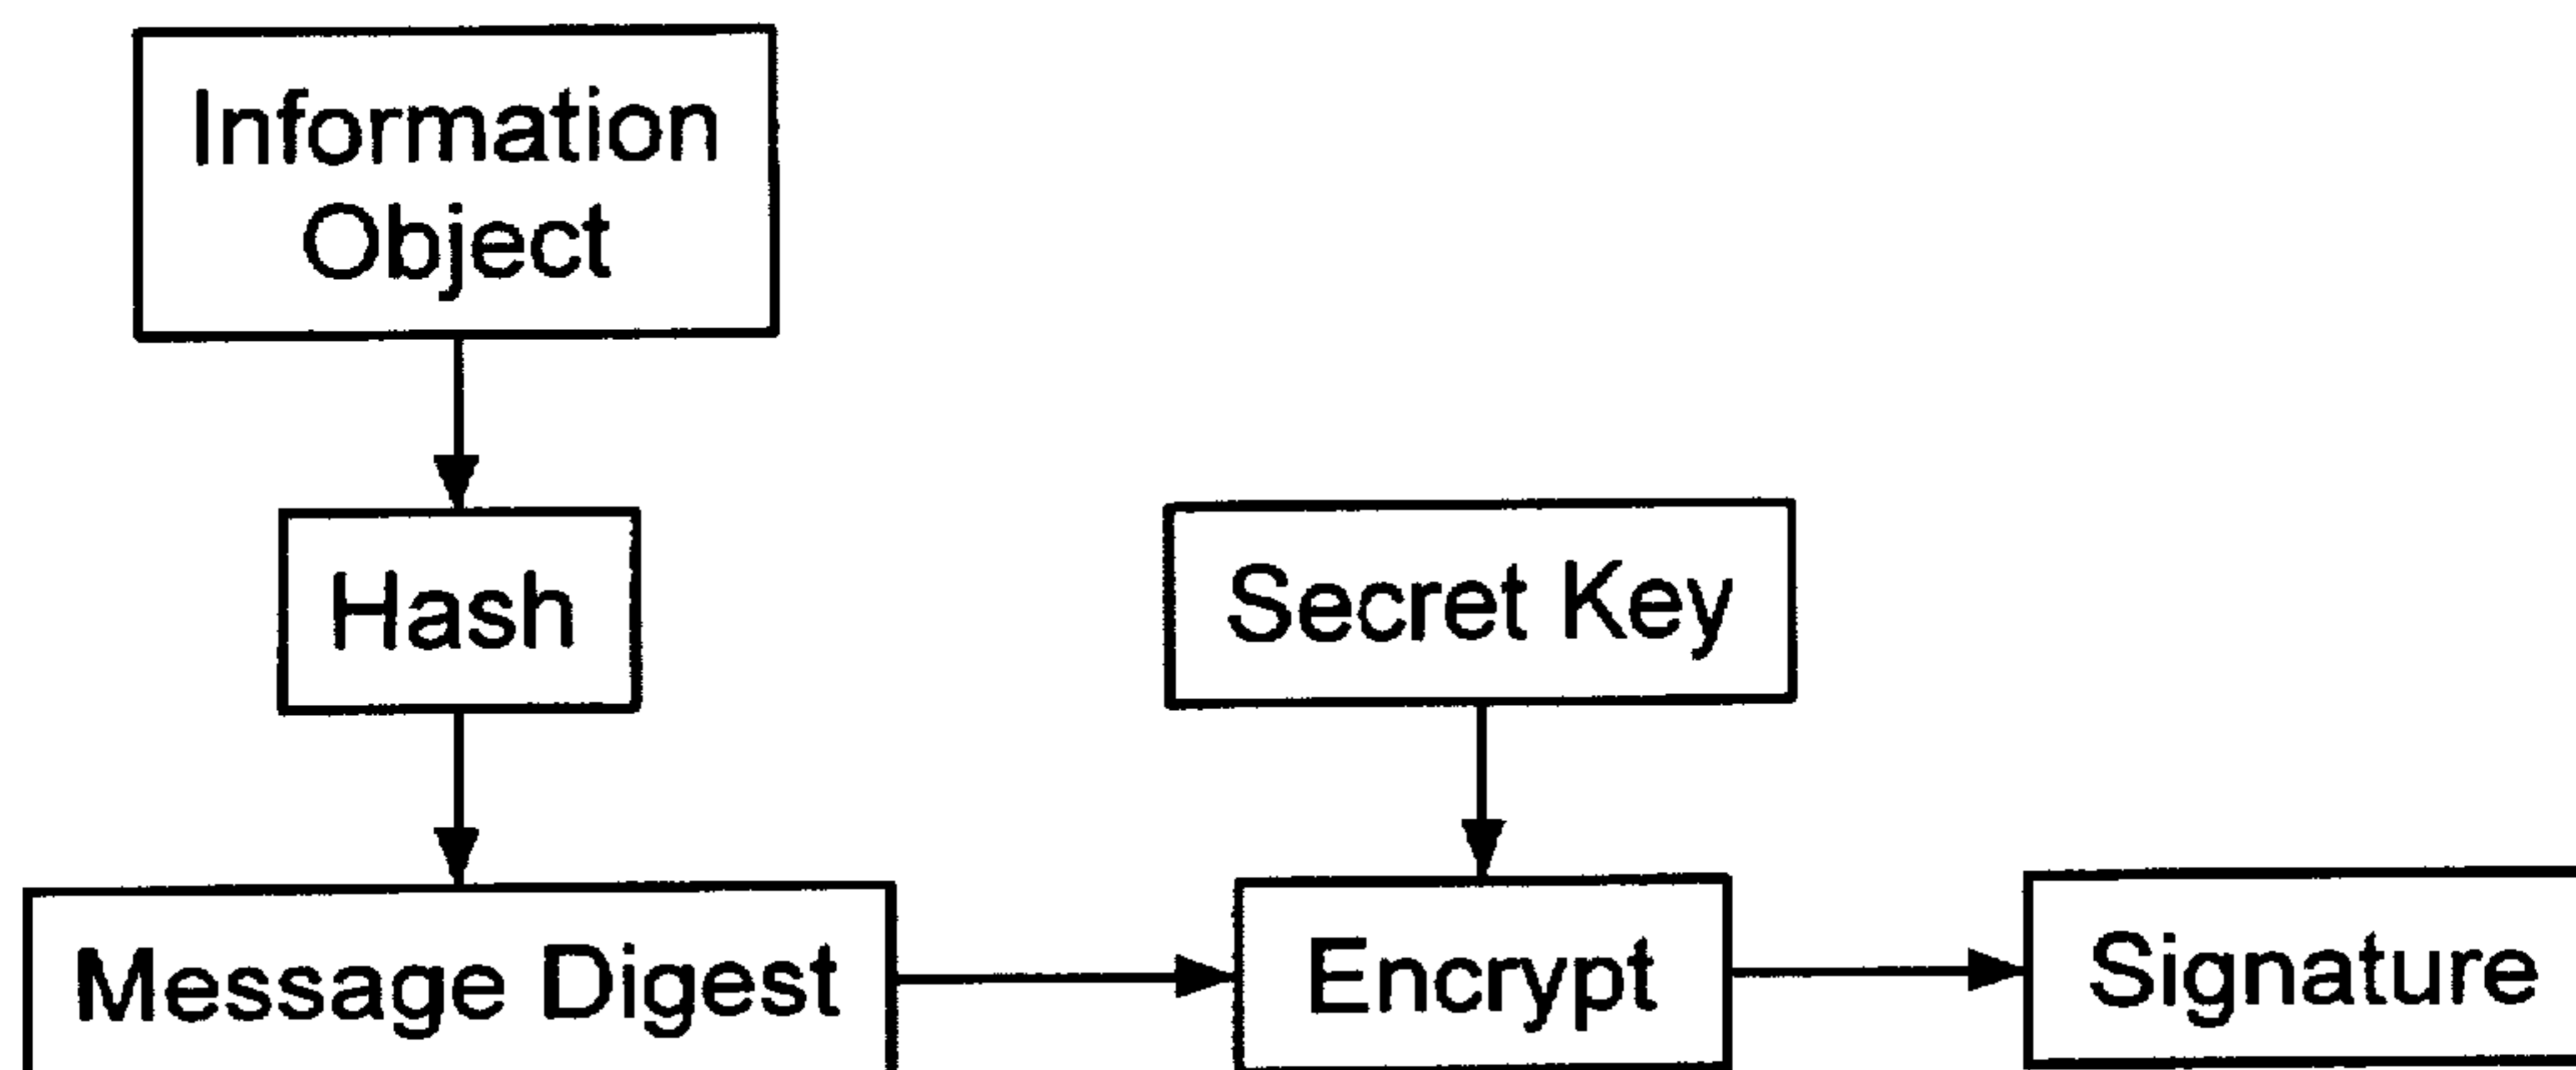 Information
Object
Hash
Secret Key
Message Digest
Encrypt
Signature